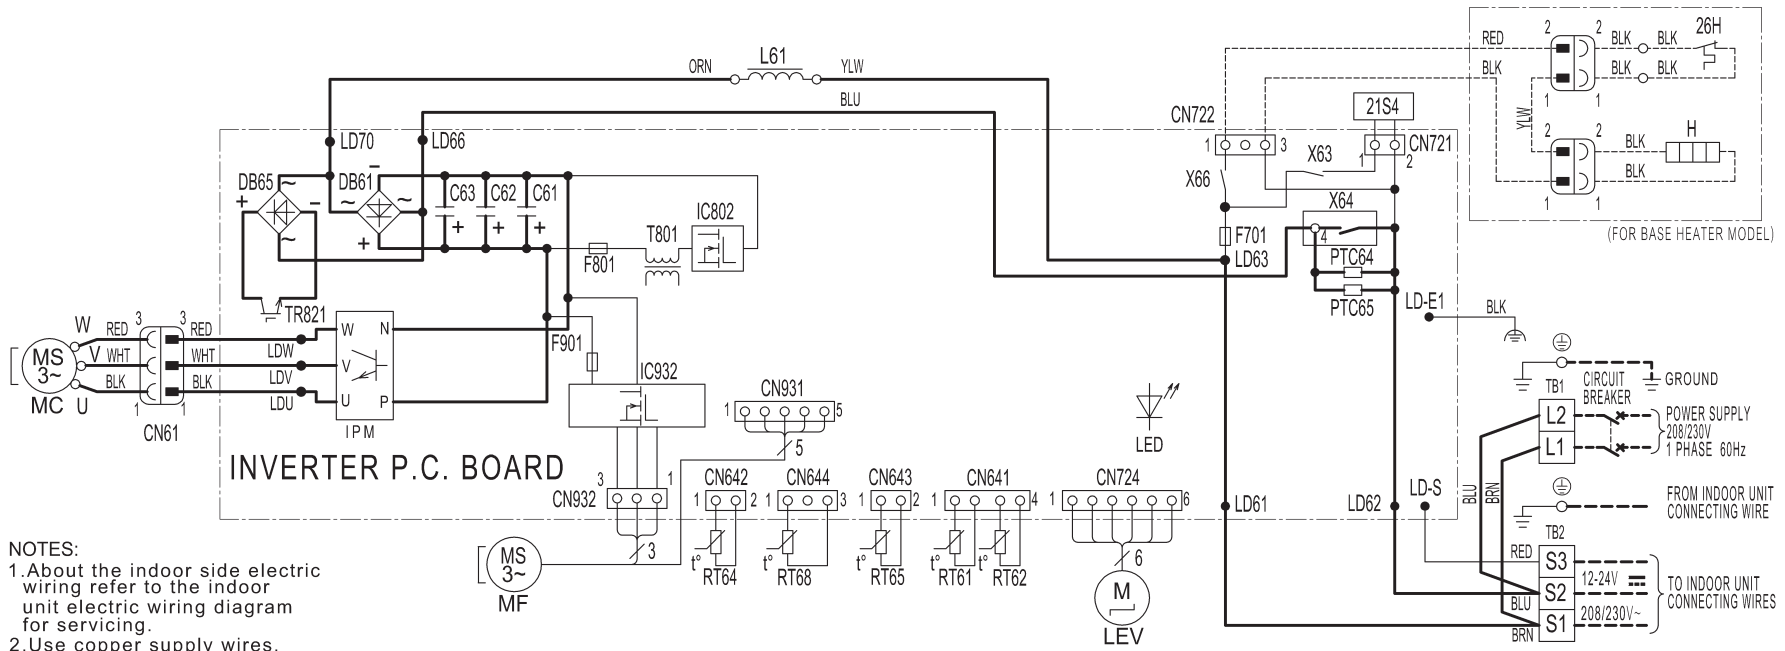 L61
ORN
YLW
BLU
RED
BLK
2
2
BLK
BLK
26H
BLK
BLK
1
1
YLW
2
2
H
BLK
BLK
1
1
(FOR BASE HEATER MODEL)
CN722
1
3
21S4
CN721
1
2
X63
X66
X64
4
F701
LD63
PTC64
PTC65
LD-E1
BLK
LD70
LD66
DB65
~
+
-
~
DB61
-
~
~
+
C63
C62
C61
+
+
+
IC802
T801
F801
TR821
F901
IC932
W
V
U
RED
WHT
BLK
3
3
RED
WHT
BLK
1
1
CN61
MS
3~
MC
LDW
LDV
LDU
W
N
V
U
P
IPM
INVERTER P.C. BOARD
CN931
1
5
5
LED
CN932
3
1
3
MS
3~
MF
CN642
1
2
t°
RT64
CN644
1
3
t°
RT68
CN643
1
2
t°
RT65
CN641
1
4
t°
RT61
t°
RT62
CN724
1
6
6
M
LEV
LD61
LD62
LD-S
GROUND
TB1
CIRCUIT
BREAKER
L2
L1
POWER SUPPLY
208/230V
1 PHASE 60Hz
BLU
BRN
FROM INDOOR UNIT
CONNECTING WIRE
TB2
RED
S3
12-24V
BLU
S2
208/230V~
BRN
S1
TO INDOOR UNIT
CONNECTING WIRES
NOTES:
1.About the indoor side electric
wiring refer to the indoor
unit electric wiring diagram
for servicing.
2.Use copper supply wires.